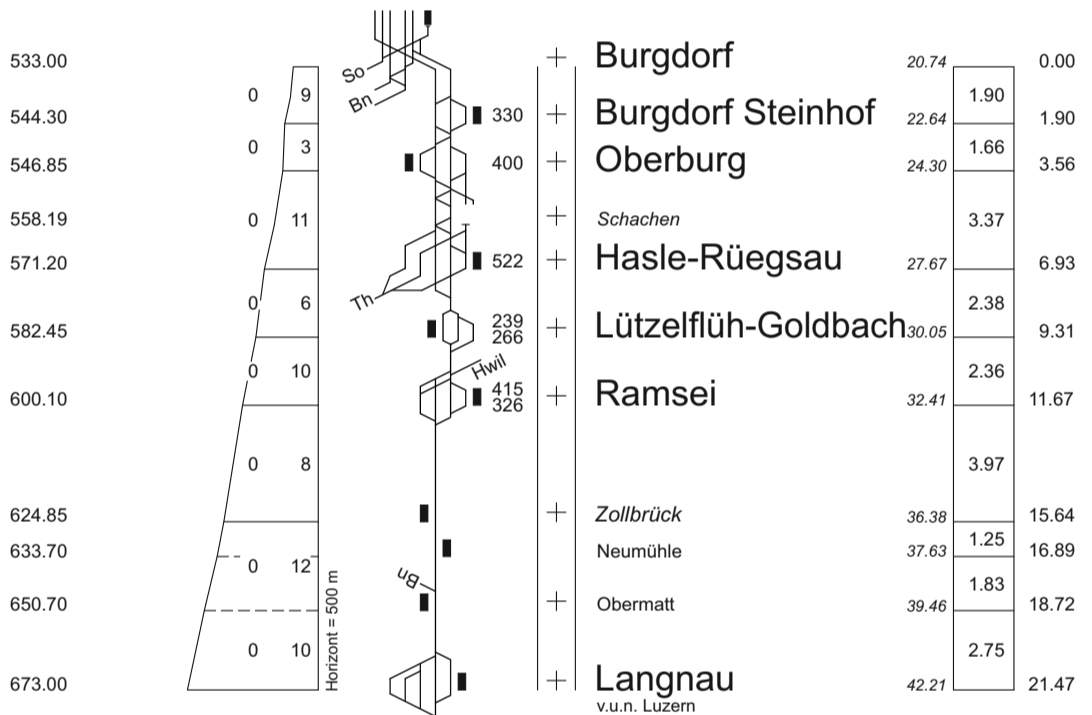 533.00 So Burgdorf 20.74 0.00
Bn 0 9 1.90
544.30 330 Burgdorf Steinhof 22.64 1.90
0 3 1.66
546.85 400 Oberburg 24.30 3.56
558.19 0 11 Schachen 3.37
571.20 522 Hasle-Rüegsau 27.67 6.93
Th 0 6 2.38
239
582.45 266 Lützelflüh-Goldbach 30.05 9.31
Hwil
0 10 2.36
415
600.10 326 Ramsei 32.41 11.67
0 8 3.97
624.85 Zollbrück 36.38 15.64
1.25
633.70 Neumühle 37.63 16.89
0 12 Bn 1.83
650.70 Obermatt 39.46 18.72
0 10 Horizont = 500 m 2.75
673.00 Langnau 42.21 21.47
v.u.n. Luzern